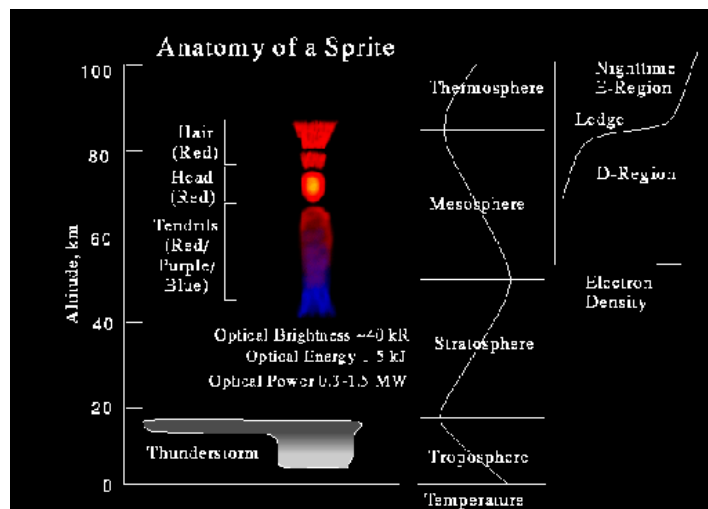 Anatomy of a Sprite
100
80
60
40
20
0
Altitude, km
Hair
(Red)
Head
(Red)
Tendrils
(Red/
Purple/
Blue)
Optical Brightness ~40 kR
Optical Energy 5 kJ
Optical Power 0.3-1.5 MW
Thunderstorm
Thermosphere
Mesosphere
Stratosphere
Troposphere
Temperature
Nighttime
E-Region
Ledge
D-Region
Electron
Density